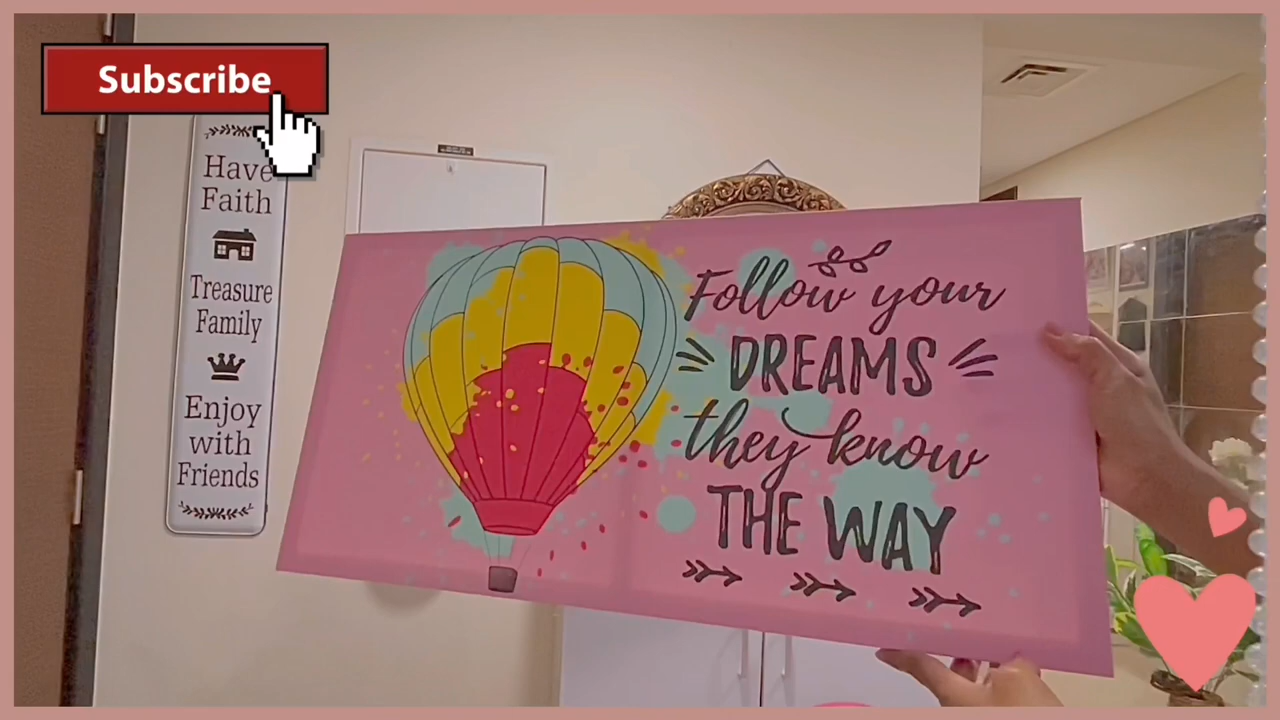 Subscribe
Have
Faith
Treasure
Family
Enjoy
with
Friends
Follow your
DREAMS
they know
THE WAY